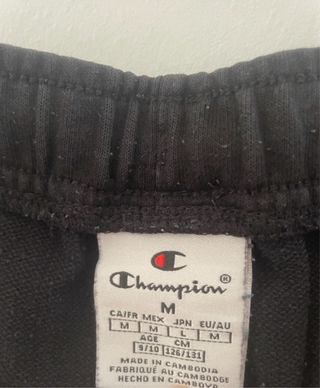 Champion®
M
CA/FR MEX JPN EU/AU
M M L M
AGE CM
9/10 126/131
MADE IN CAMBODIA
FABRIQUÉ AU CAMBODGE
HECHO EN CAMBOYA